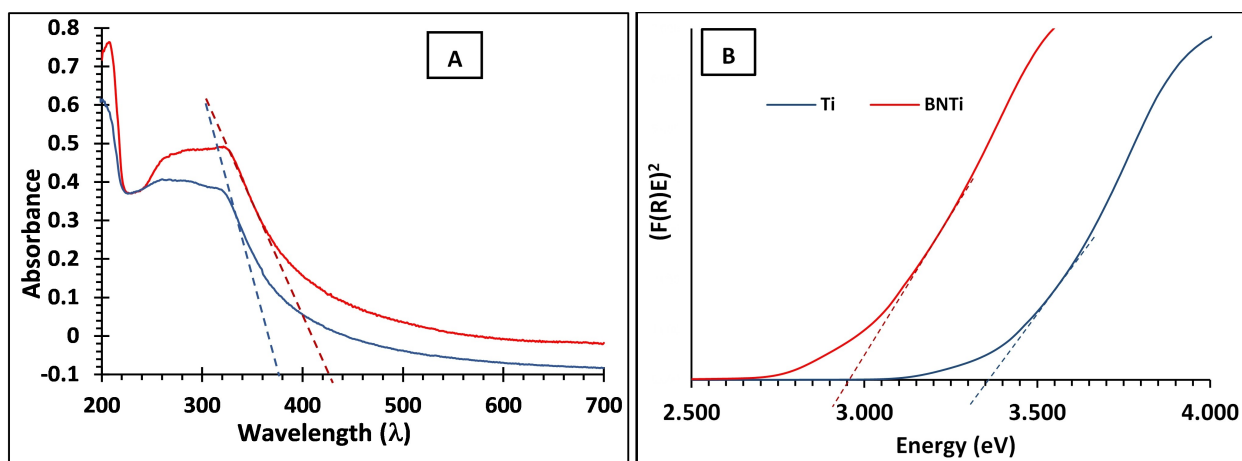 A
0.8
0.7
0.6
0.5
0.4
0.3
0.2
0.1
0
-0.1
Absorbance
200 300 400 500 600 700
Wavelength (λ)
B
Ti BNTi
(F(R)E)²
2.500 3.000 3.500 4.000
Energy (eV)